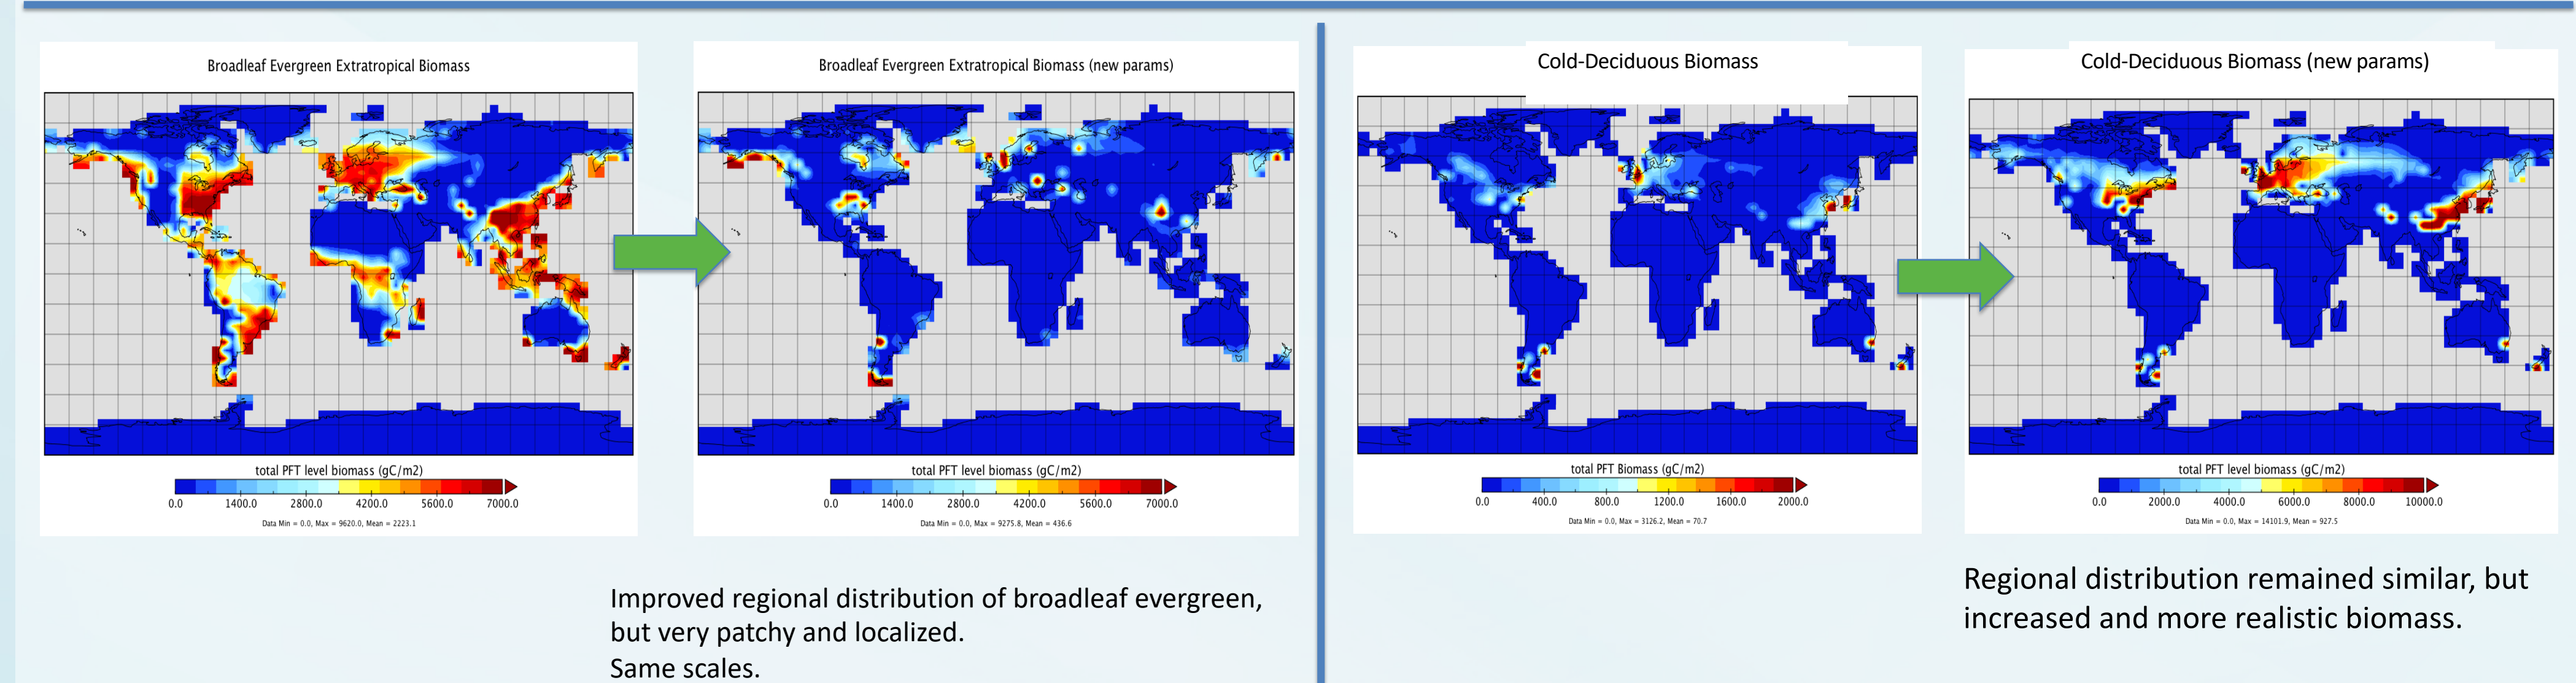 Broadleaf Evergreen Extratropical Biomass
total PFT level biomass (gC/m2)
0.0 1400.0 2800.0 4200.0 5600.0 7000.0
Data Min = 0.0, Max = 9620.0, Mean = 2223.1
Broadleaf Evergreen Extratropical Biomass (new params)
total PFT level biomass (gC/m2)
0.0 1400.0 2800.0 4200.0 5600.0 7000.0
Data Min = 0.0, Max = 9275.8, Mean = 436.6
Improved regional distribution of broadleaf evergreen,
but very patchy and localized.
Same scales.
Cold-Deciduous Biomass
total PFT Biomass (gC/m2)
0.0 400.0 800.0 1200.0 1600.0 2000.0
Data Min = 0.0, Max = 3126.2, Mean = 70.7
Cold-Deciduous Biomass (new params)
total PFT level biomass (gC/m2)
0.0 2000.0 4000.0 6000.0 8000.0 10000.0
Data Min = 0.0, Max = 14101.9, Mean = 927.5
Regional distribution remained similar, but
increased and more realistic biomass.